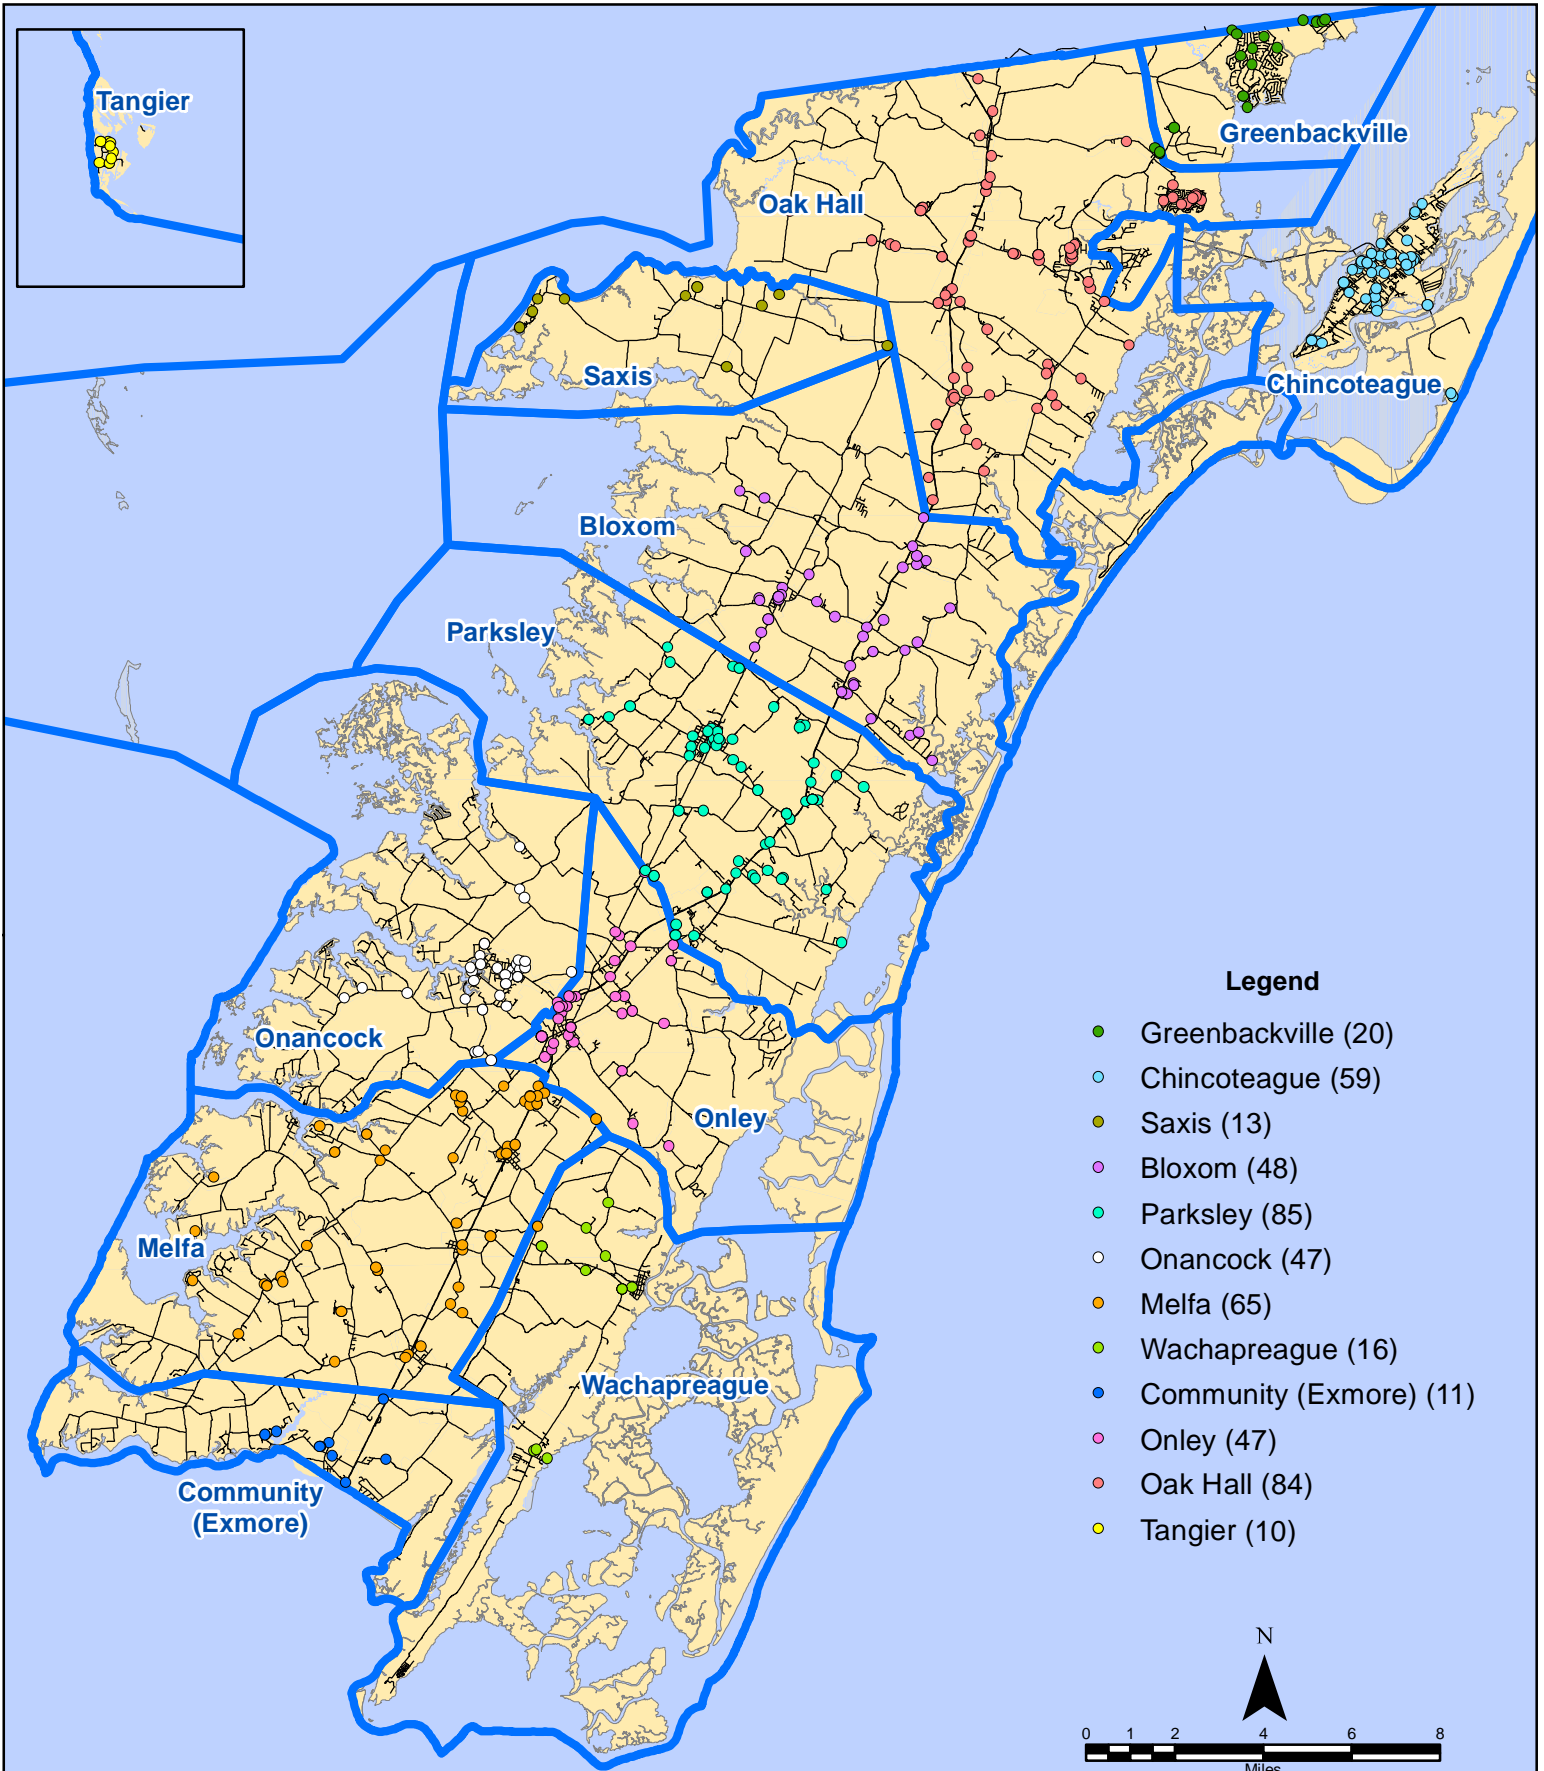 Tangier
Greenbackville
Oak Hall
Saxis
Chincoteague
Bloxom
Parksley
Onancock
Onley
Melfa
Wachapreague
Community
(Exmore)
Legend
Greenbackville (20)
Chincoteague (59)
Saxis (13)
Bloxom (48)
Parksley (85)
Onancock (47)
Melfa (65)
Wachapreague (16)
Community (Exmore) (11)
Onley (47)
Oak Hall (84)
Tangier (10)
N
0 1 2 4 6 8
Miles